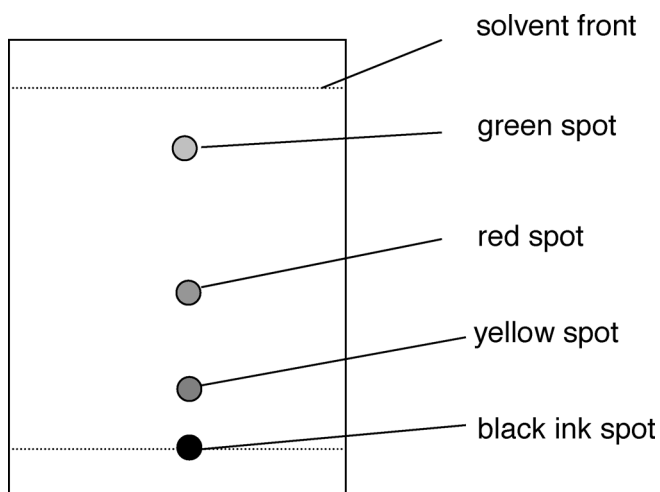 solvent front
green spot
red spot
yellow spot
black ink spot